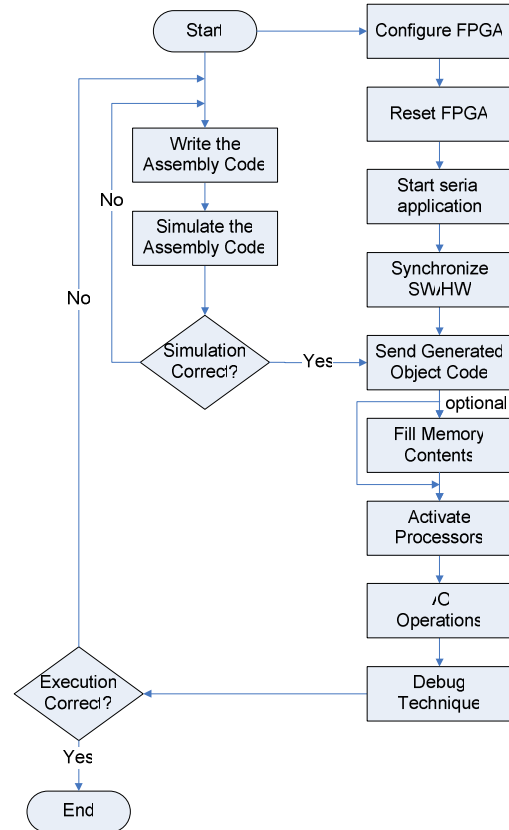 Start
Configure FPGA
Reset FPGA
Write the
Assembly Code
No
Start seria
application
Simulate the
Assembly Code
Synchronize
SW/HW
No
Simulation
Correct?
Yes
Send Generated
Object Code
optional
Fill Memory
Contents
Activate
Processors
/O
Operations
Execution
Correct?
Debug
Technique
Yes
End